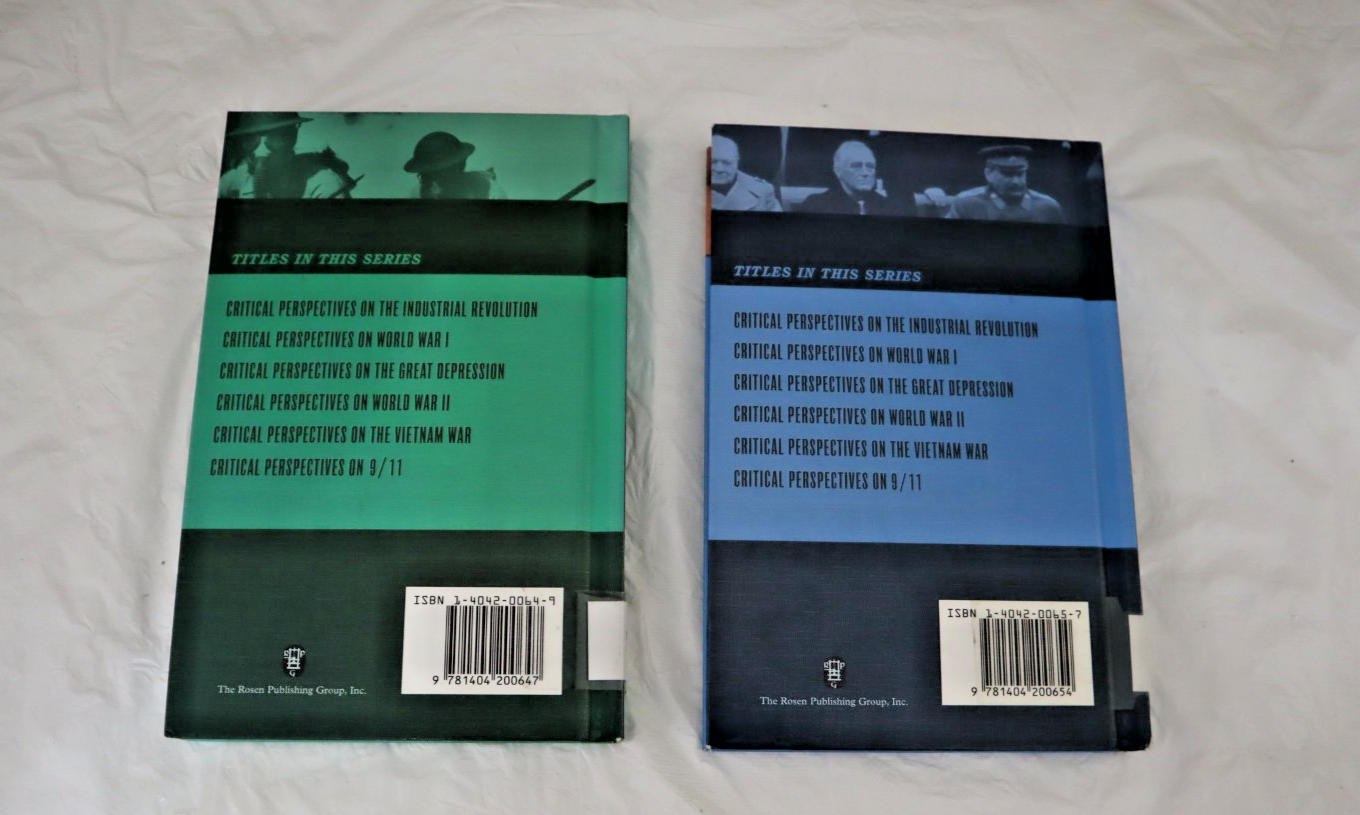 TITLES IN THIS SERIES
CRITICAL PERSPECTIVES ON THE INDUSTRIAL REVOLUTION
CRITICAL PERSPECTIVES ON WORLD WAR I
CRITICAL PERSPECTIVES ON THE GREAT DEPRESSION
CRITICAL PERSPECTIVES ON WORLD WAR II
CRITICAL PERSPECTIVES ON THE VIETNAM WAR
CRITICAL PERSPECTIVES ON 9/11
ISBN 1-4042-0064-9
9 781404 200647
The Rosen Publishing Group, Inc.
TITLES IN THIS SERIES
CRITICAL PERSPECTIVES ON THE INDUSTRIAL REVOLUTION
CRITICAL PERSPECTIVES ON WORLD WAR I
CRITICAL PERSPECTIVES ON THE GREAT DEPRESSION
CRITICAL PERSPECTIVES ON WORLD WAR II
CRITICAL PERSPECTIVES ON THE VIETNAM WAR
CRITICAL PERSPECTIVES ON 9/11
ISBN 1-4042-0065-7
9 781404 200654
The Rosen Publishing Group, Inc.